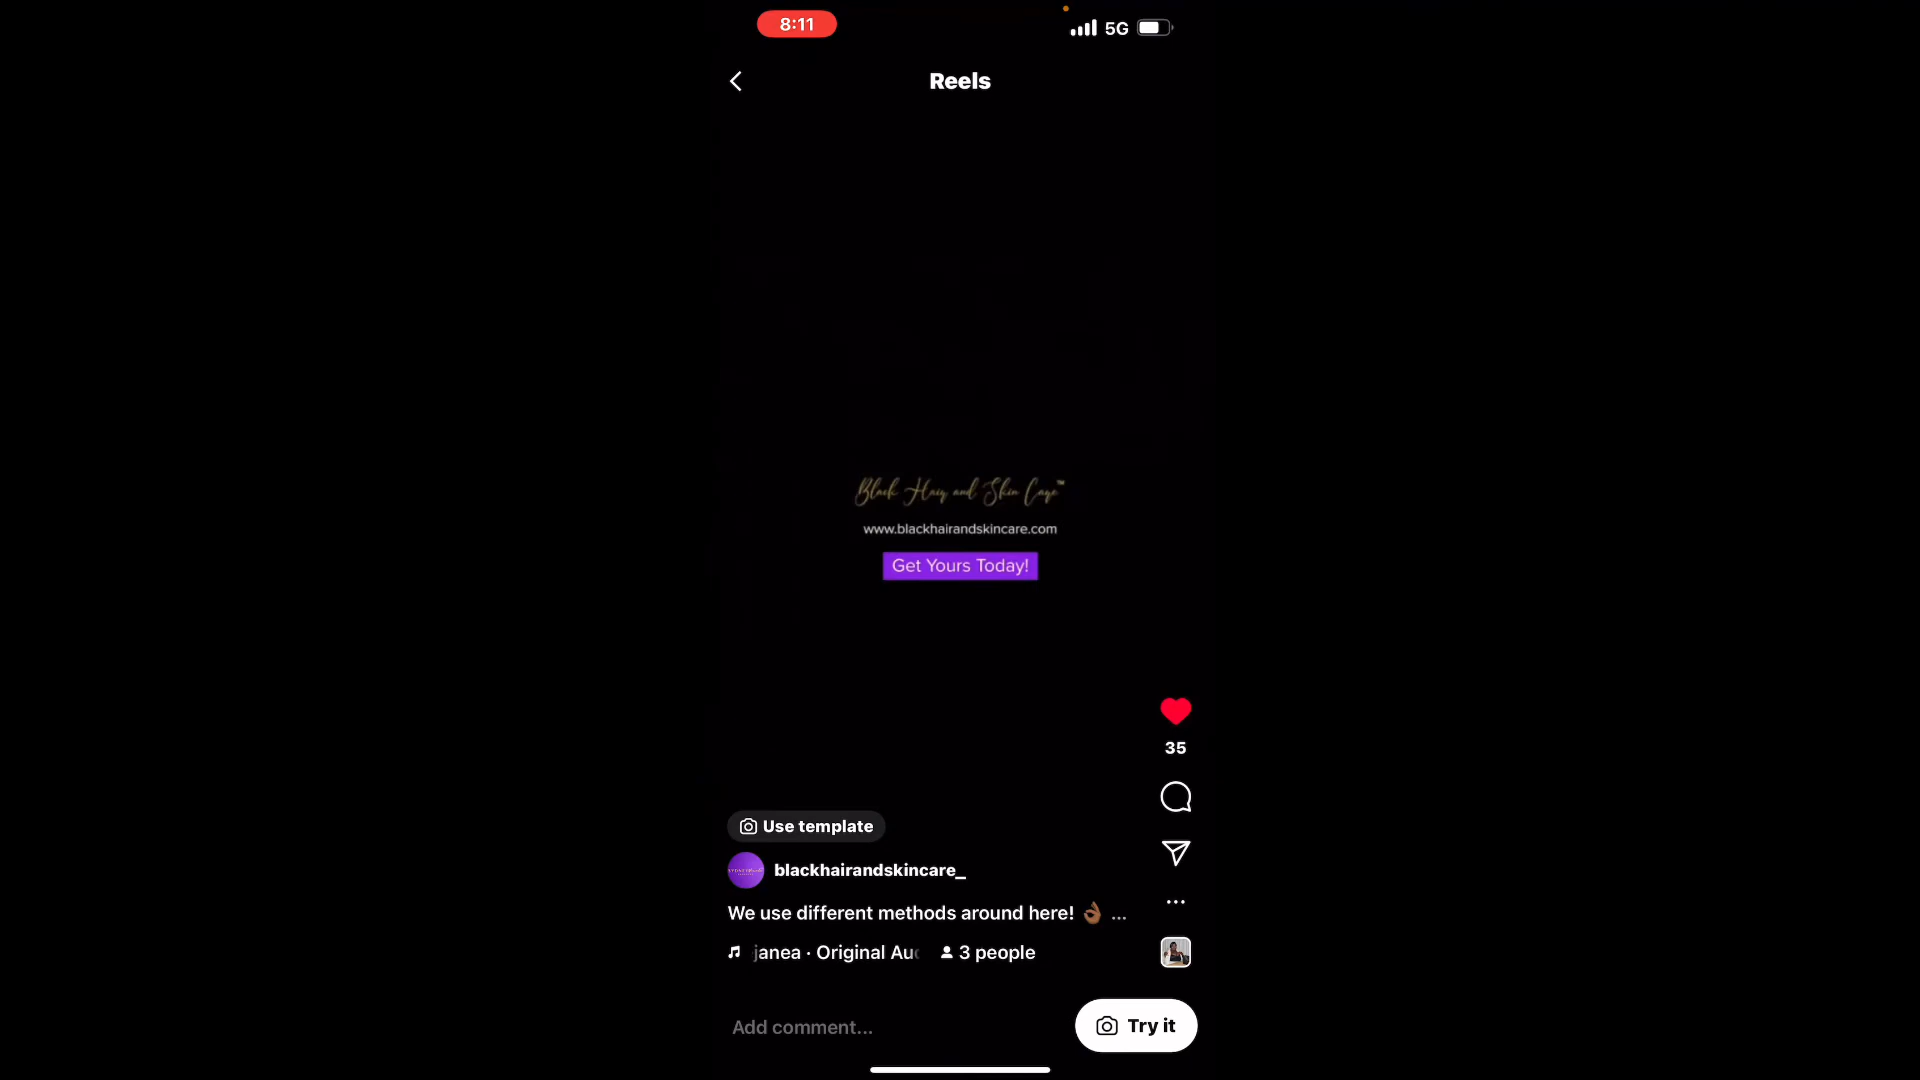 8:11
5G
Reels
Black Hair and Skin Care™
www.blackhairandskincare.com
Get Yours Today!
35
Use template
blackhairandskincare_
We use different methods around here! 👌🏾 ...
janea · Original Au
3 people
Add comment...
Try it